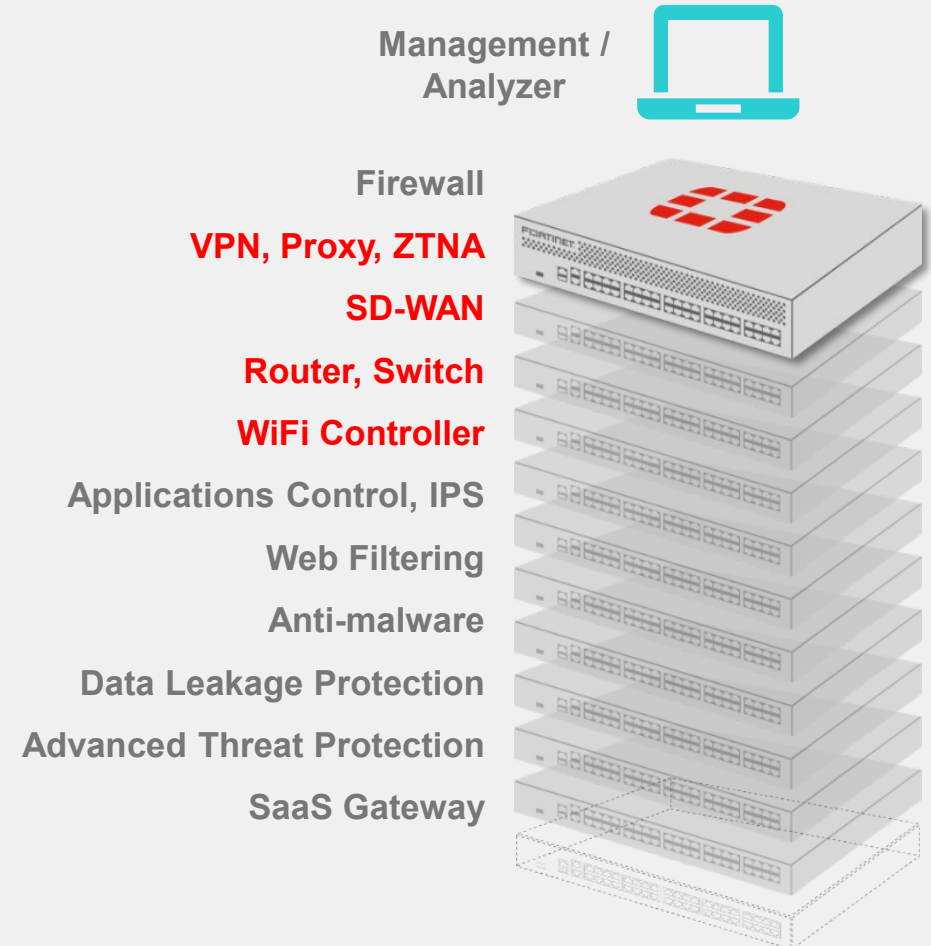 Management /
Analyzer
Firewall
FORTINET
VPN, Proxy, ZTNA
SD-WAN
Router, Switch
WiFi Controller
Applications Control, IPS
Web Filtering
Anti-malware
Data Leakage Protection
Advanced Threat Protection
SaaS Gateway